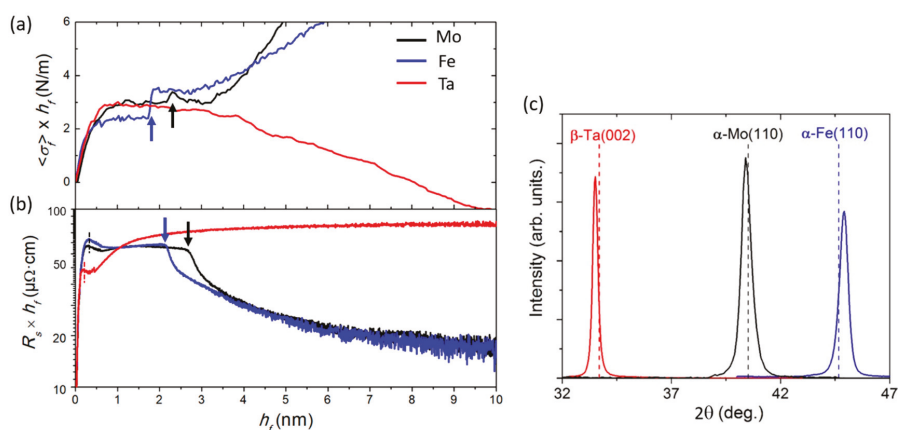 (a)
<σf> x hf (N/m)
6
4
2
0
Mo
Fe
Ta
(b)
Rs × hf (μΩ·cm)
100
50
20
10
0 1 2 3 4 5 6 7 8 9 10
hf (nm)
(c)
Intensity (arb. units.)
β-Ta(002) α-Mo(110) α-Fe(110)
32 37 42 47
2θ (deg.)